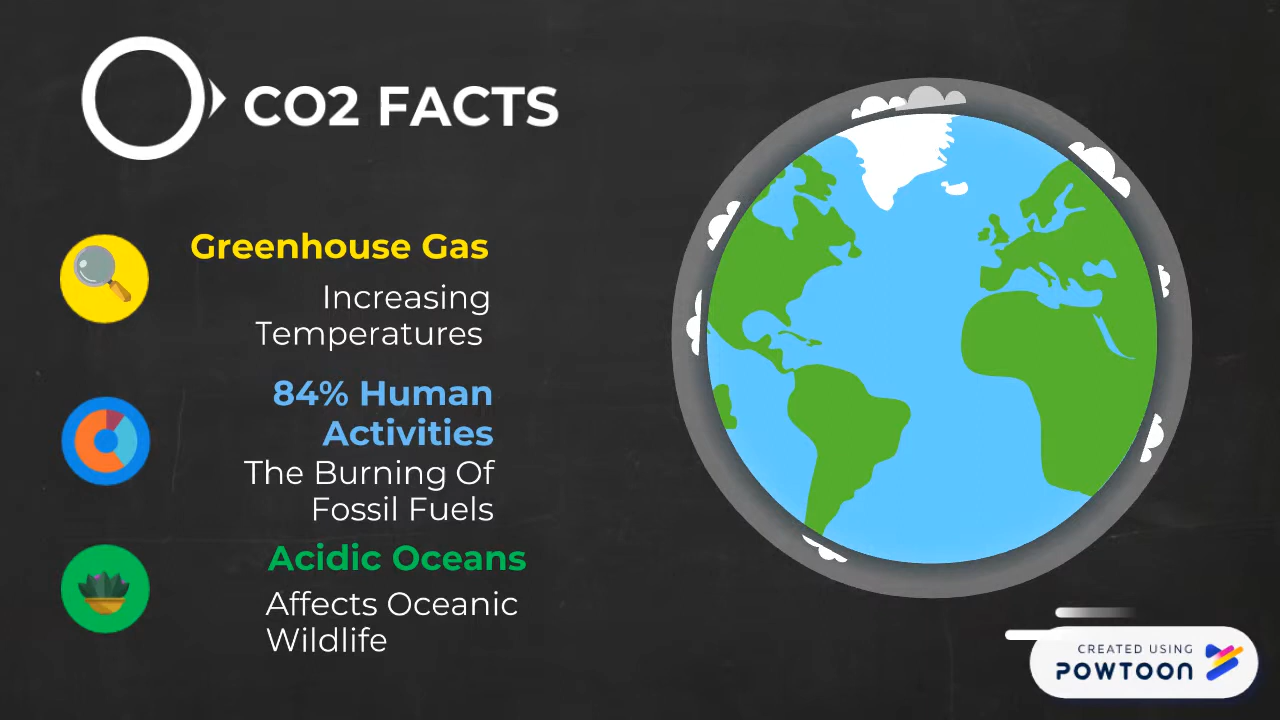 CO2 FACTS
Greenhouse Gas
Increasing
Temperatures
84% Human
Activities
The Burning Of
Fossil Fuels
Acidic Oceans
Affects Oceanic
Wildlife
CREATED USING
POWTOON